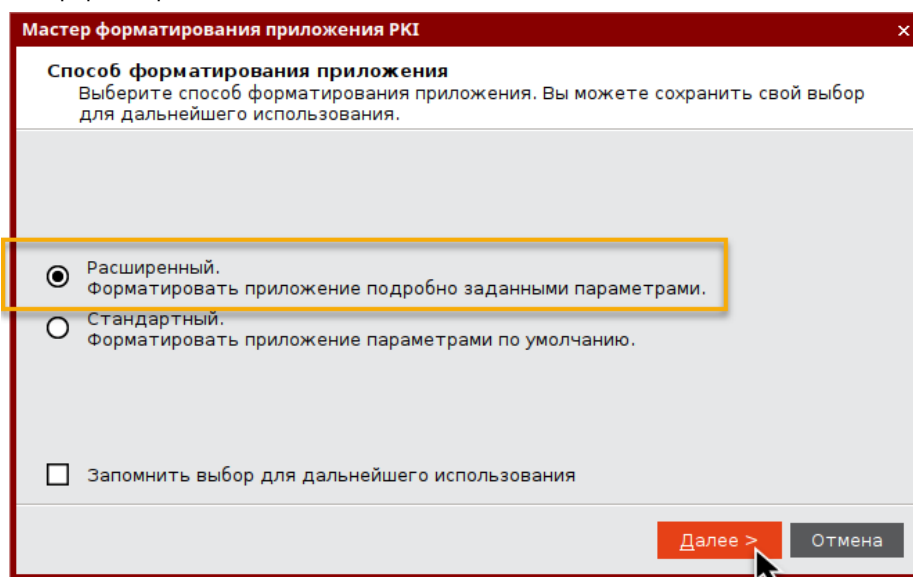 Мастер форматирования приложения PKI
Способ форматирования приложения
Выберите способ форматирования приложения. Вы можете сохранить свой выбор
для дальнейшего использования.
Расширенный.
Форматировать приложение подробно заданными параметрами.
Стандартный.
Форматировать приложение параметрами по умолчанию.
Запомнить выбор для дальнейшего использования
Далее >
Отмена